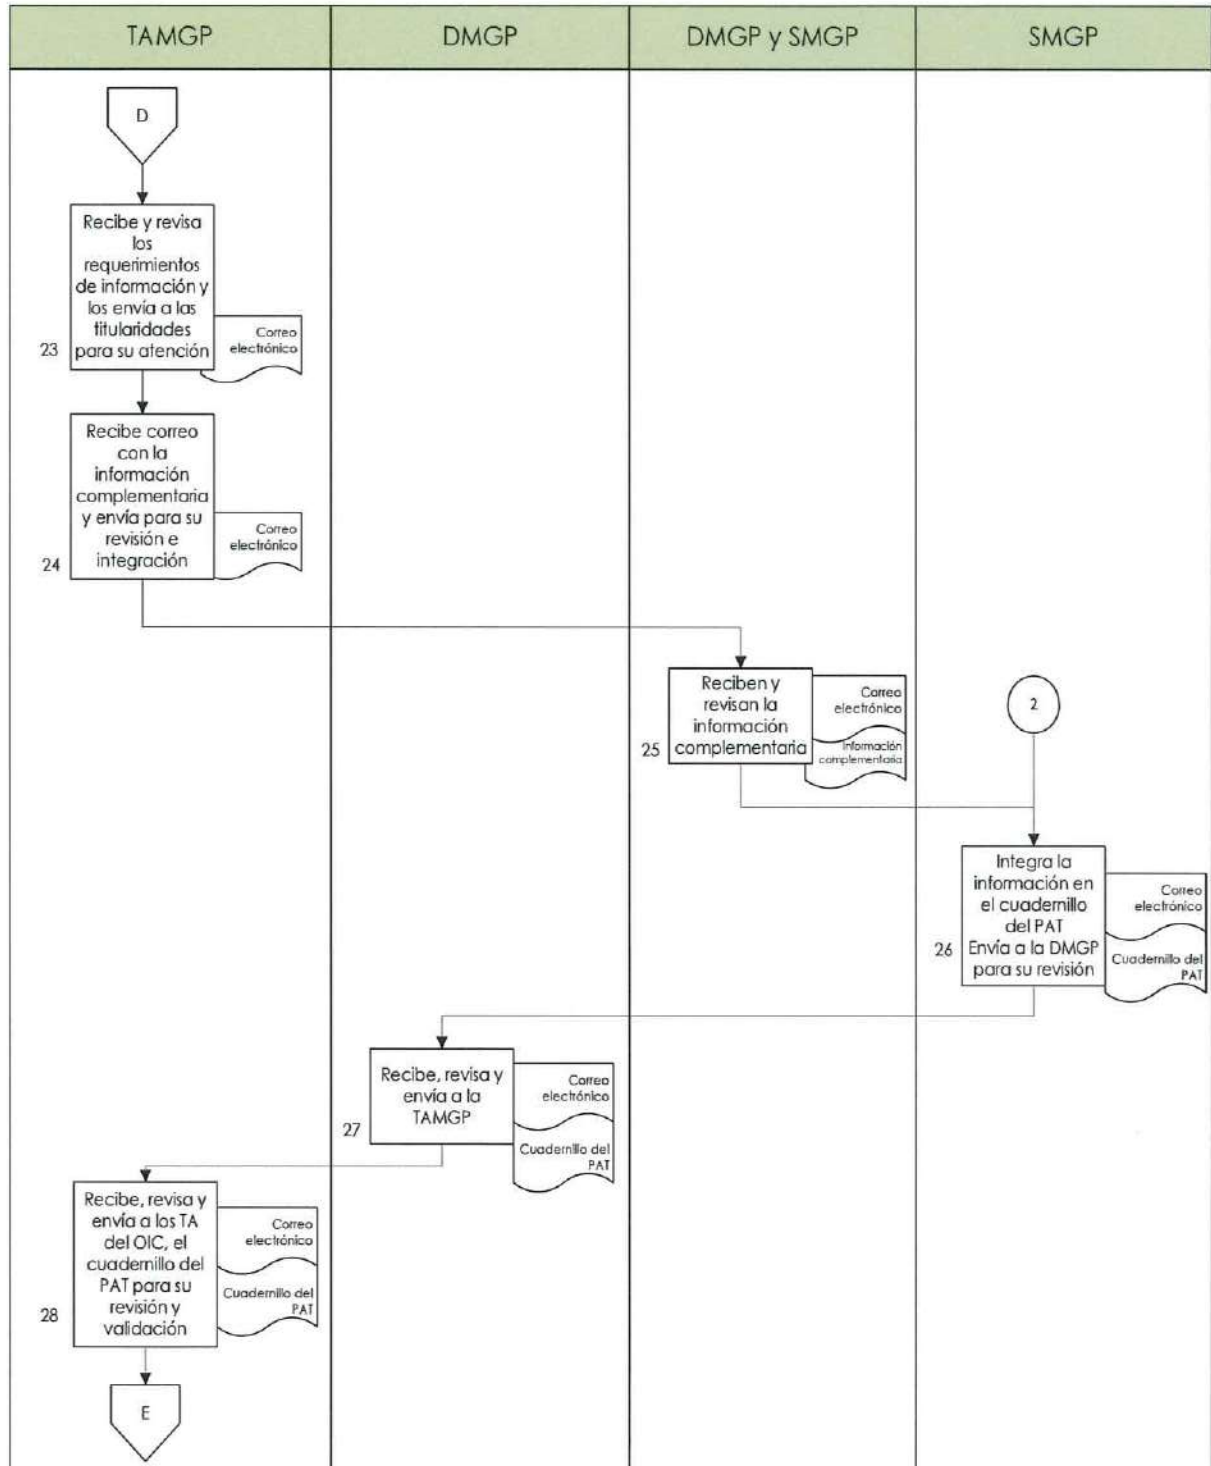 TAMGP
DMGP
DMGP y SMGP
SMGP
D
Recibe y revisa
los
requerimientos
de información y
los envía a las
titularidades
para su atención
23
Correo
electrónico
Recibe correo
con la
información
complementaria
y envía para su
revisión e
integración
24
Correo
electrónico
Reciben y
revisan la
información
complementaria
25
Correo
electrónico
Información
complementaria
2
Integra la
información en
el cuadernillo
del PAT
Envía a la DMGP
para su revisión
26
Correo
electrónico
Cuadernillo del
PAT
Recibe, revisa y
envía a la
TAMGP
27
Correo
electrónico
Cuadernillo del
PAT
Recibe, revisa y
envía a los TA
del OIC, el
cuadernillo del
PAT para su
revisión y
validación
28
Correo
electrónico
Cuadernillo del
PAT
E